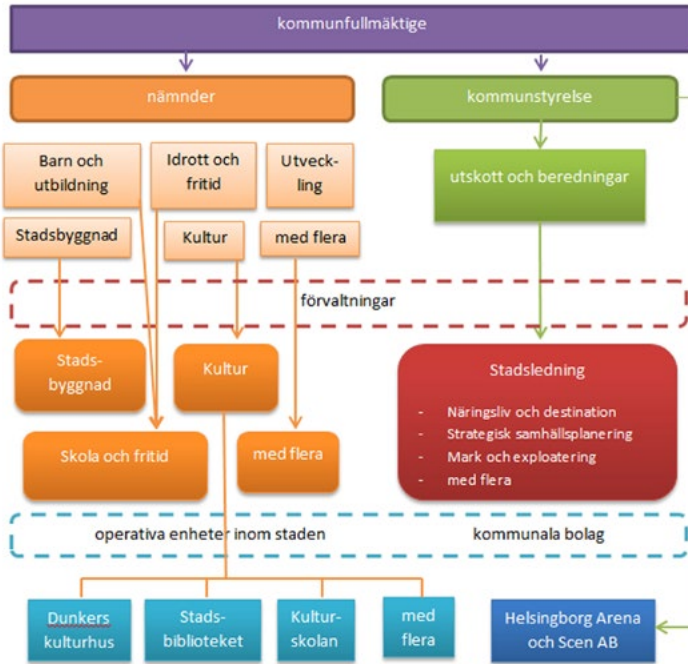 kommunfullmäktige
nämnder
kommunstyrelse
Barn och
utbildning
Idrott och
fritid
Utveck-
ling
utskott och beredningar
Stadsbyggnad
Kultur
med flera
förvaltningar
Stads-
byggnad
Kultur
Stadsledning
- Näringsliv och destination
- Strategisk samhällsplanering
- Mark och exploatering
- med flera
Skola och fritid
med flera
operativa enheter inom staden
kommunala bolag
Dunkers
kulturhus
Stads-
biblioteket
Kultur-
skolan
med
flera
Helsingborg Arena
och Scen AB